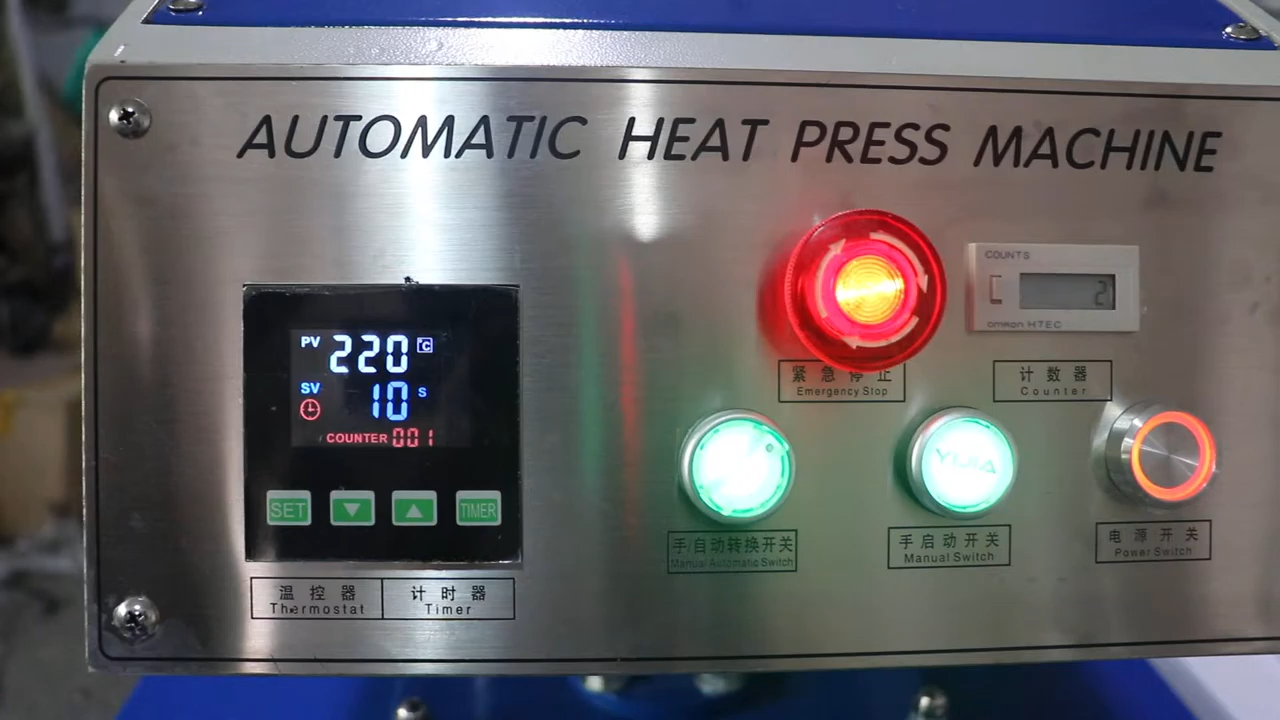 AUTOMATIC HEAT PRESS MACHINE
COUNTS
2
omron H7EC
PV 220 °C
SV 10 s
COUNTER 001
SET
TIMER
紧急停止
Emergency Stop
计数器
Counter
YIJIA
手/自动转换开关
Manual Automatic Switch
手启动开关
Manual Switch
电源开关
Power Switch
温控器
Thermostat
计时器
Timer